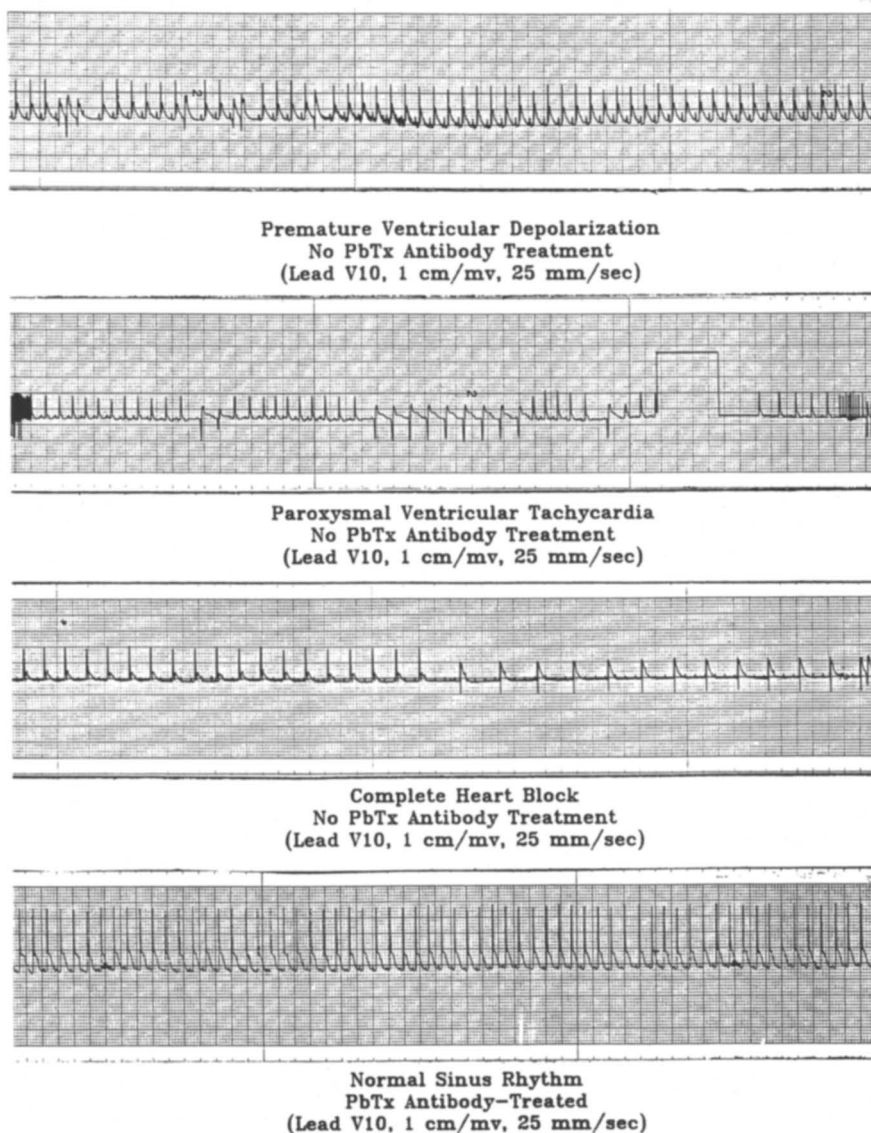 2
2
Premature Ventricular Depolarization
No PbTx Antibody Treatment
(Lead V10, 1 cm/mv, 25 mm/sec)
2
Paroxysmal Ventricular Tachycardia
No PbTx Antibody Treatment
(Lead V10, 1 cm/mv, 25 mm/sec)
Complete Heart Block
No PbTx Antibody Treatment
(Lead V10, 1 cm/mv, 25 mm/sec)
Normal Sinus Rhythm
PbTx Antibody-Treated
(Lead V10, 1 cm/mv, 25 mm/sec)